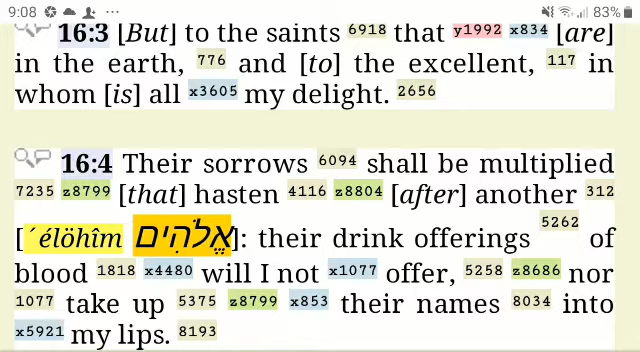 9:08 ... 83%
16:3 [But] to the saints 6918 that y1992 x834 [are]
in the earth, 776 and [to] the excellent, 117 in
whom [is] all x3605 my delight. 2656
16:4 Their sorrows 6094 shall be multiplied
7235 z8799 [that] hasten 4116 z8804 [after] another 312
[´élöhîm אֱלֹהִים]: their drink offerings 5262 of
blood 1818 x4480 will I not x1077 offer, 5258 z8686 nor
1077 take up 5375 z8799 x853 their names 8034 into
x5921 my lips. 8193